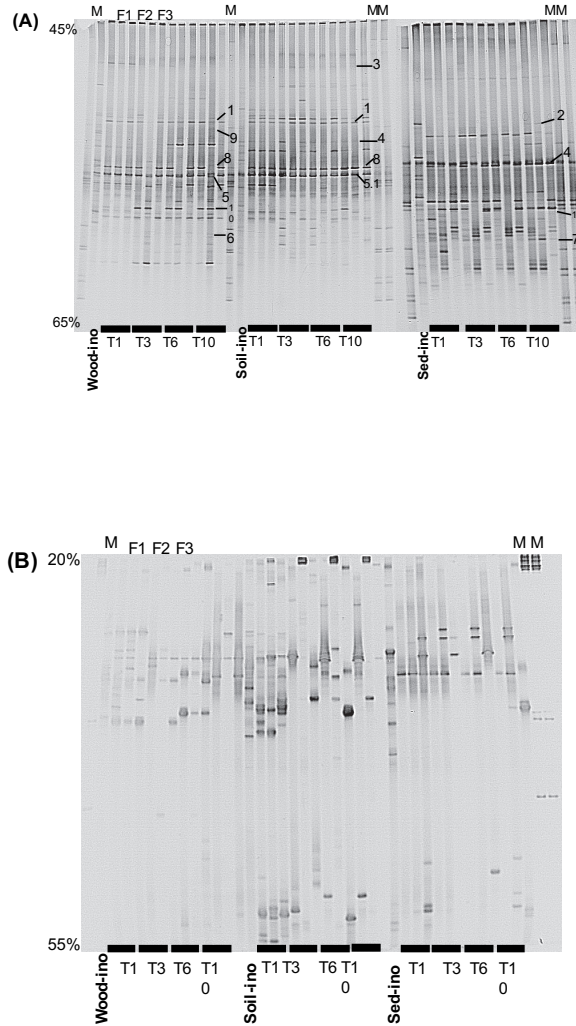 M M MM MM
(A) 45% F1 F2 F3
3
1 1 2
9 4 4
8 8
5 5.1
1 1
0
6 7
65%
Wood-ino T1 T3 T6 T10 Soil-ino T1 T3 T6 T10 Sed-ino T1 T3 T6 T10
M F1 F2 F3 M M
(B) 20%
55%
Wood-ino T1 T3 T6 T1 Soil-ino T1 T3 T6 T1 Sed-ino T1 T3 T6 T1
0 0 0